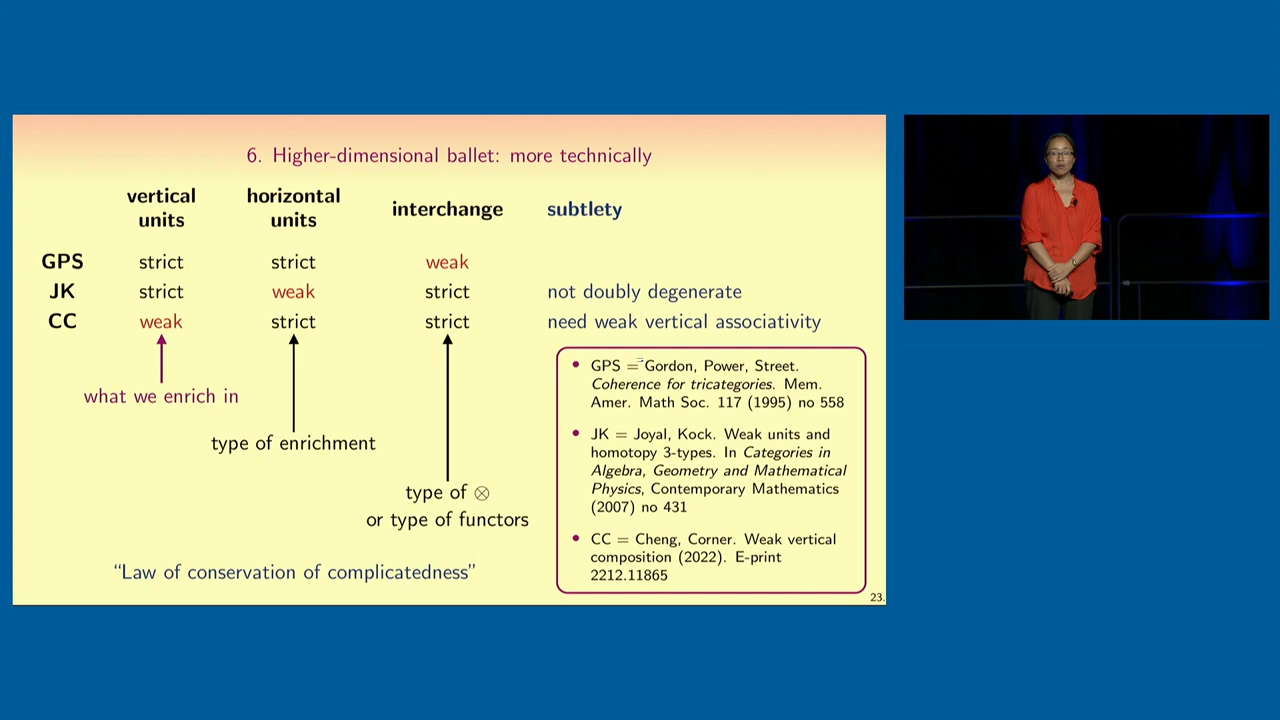 6. Higher-dimensional ballet: more technically
vertical units
horizontal units
interchange
subtlety
GPS strict strict weak
JK strict weak strict not doubly degenerate
CC weak strict strict need weak vertical associativity
what we enrich in
type of enrichment
type of ⊗
or type of functors
“Law of conservation of complicatedness”
• GPS = Gordon, Power, Street.
Coherence for tricategories. Mem.
Amer. Math Soc. 117 (1995) no 558
• JK = Joyal, Kock. Weak units and
homotopy 3-types. In Categories in
Algebra, Geometry and Mathematical
Physics, Contemporary Mathematics
(2007) no 431
• CC = Cheng, Corner. Weak vertical
composition (2022). E-print
2212.11865
23.